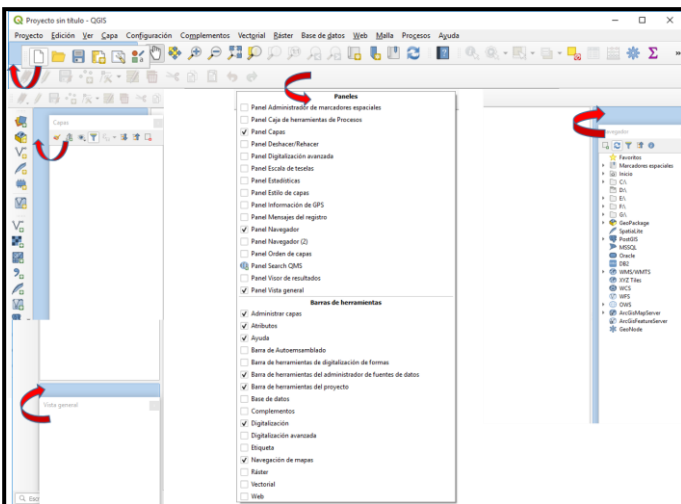 Proyecto sin título - QGIS
Proyecto Edición Ver Capa Configuración Complementos Vectorial Ráster Base de datos Web Malla Procesos Ayuda
Capas
Vista general
Paneles
Panel Administrador de marcadores espaciales
Panel Caja de herramientas de Procesos
Panel Capas
Panel Deshacer/Rehacer
Panel Digitalización avanzada
Panel Escala de teselas
Panel Estadísticas
Panel Estilo de capas
Panel Información de GPS
Panel Mensajes del registro
Panel Navegador
Panel Navegador (2)
Panel Orden de capas
Panel Search QMS
Panel Visor de resultados
Panel Vista general
Barras de herramientas
Administrar capas
Atributos
Ayuda
Barra de Autoensamblado
Barra de herramientas de digitalización de formas
Barra de herramientas del administrador de fuentes de datos
Barra de herramientas del proyecto
Base de datos
Complementos
Digitalización
Digitalización avanzada
Etiqueta
Navegación de mapas
Ráster
Vectorial
Web
Favoritos
Marcadores espaciales
Inicio
C:\
D:\
E:\
F:\
G:\
GeoPackage
SpatiaLite
PostGIS
MSSQL
Oracle
DB2
WMS/WMTS
XYZ Tiles
WCS
WFS
OWS
ArcGisMapServer
ArcGisFeatureServer
GeoNode